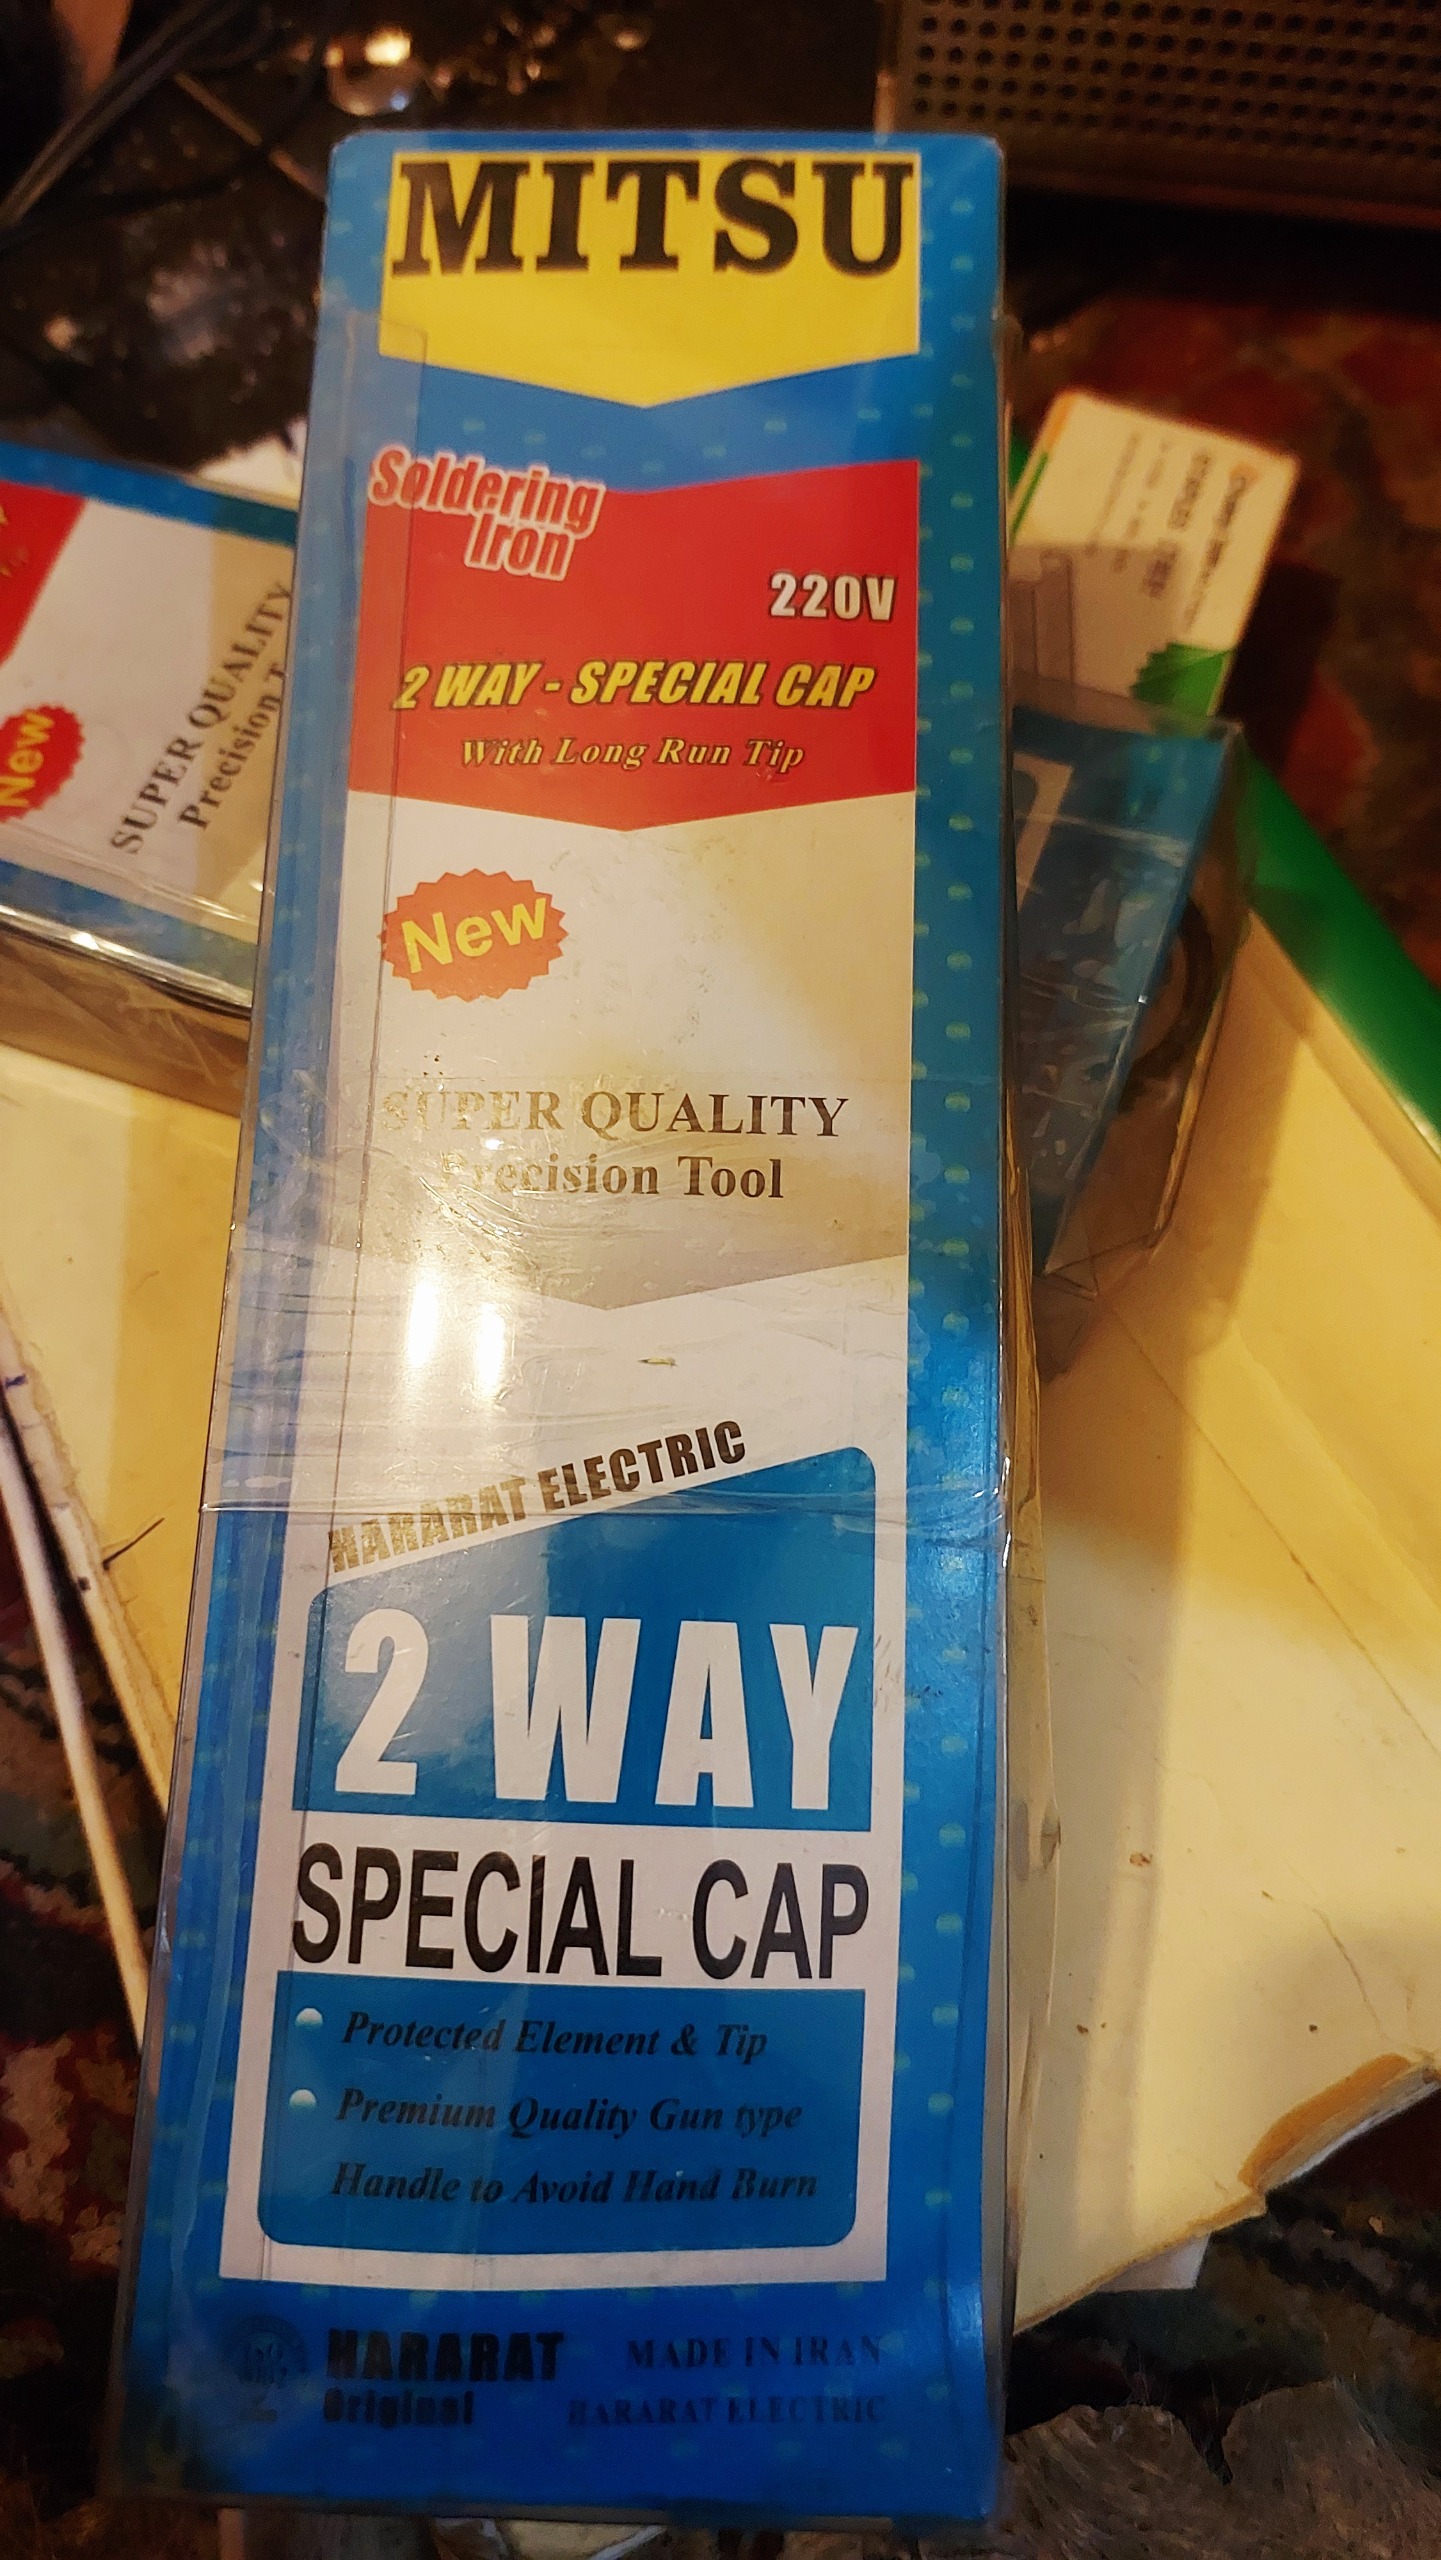 MITSU
Soldering
Iron
220V
2 WAY - SPECIAL CAP
With Long Run Tip
New
SUPER QUALITY
Precision Tool
HARARAT ELECTRIC
2 WAY
SPECIAL CAP
Protected Element & Tip
Premium Quality Gun type
Handle to Avoid Hand Burn
HARARAT
Original
MADE IN IRAN
HARARAT ELECTRIC
New
SUPER QUALITY
Precision T